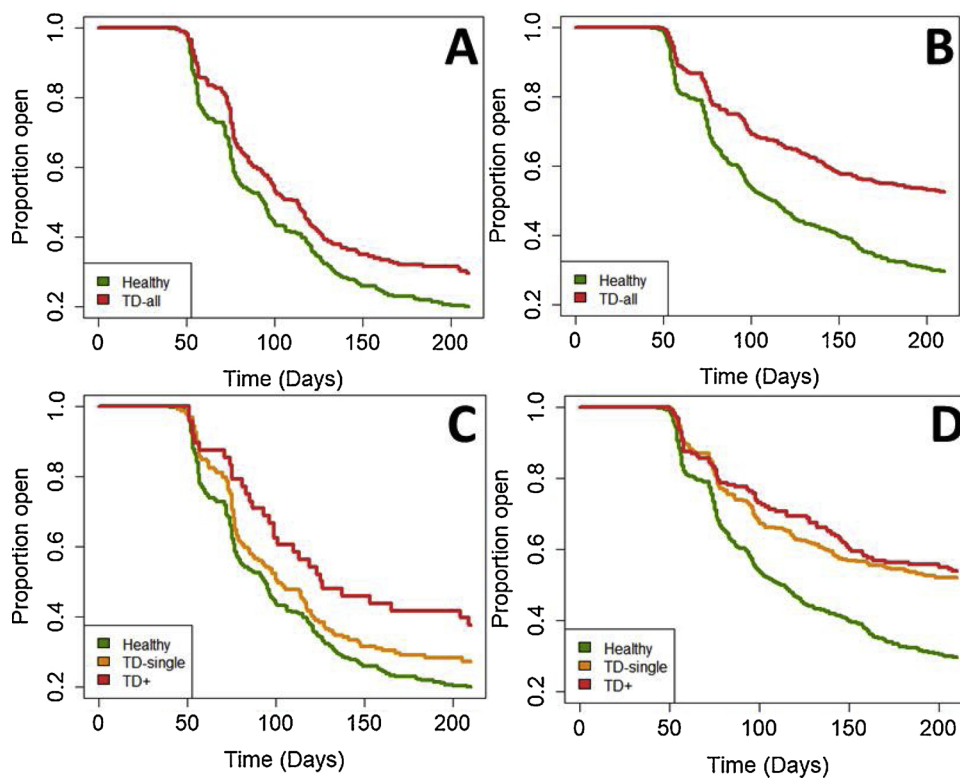 A
Proportion open
1.0
0.8
0.6
0.4
0.2
Healthy
TD-all
0 50 100 150 200
Time (Days)
B
Proportion open
1.0
0.8
0.6
0.4
0.2
Healthy
TD-all
0 50 100 150 200
Time (Days)
C
Proportion open
1.0
0.8
0.6
0.4
0.2
Healthy
TD-single
TD+
0 50 100 150 200
Time (Days)
D
Proportion open
1.0
0.8
0.6
0.4
0.2
Healthy
TD-single
TD+
0 50 100 150 200
Time (Days)